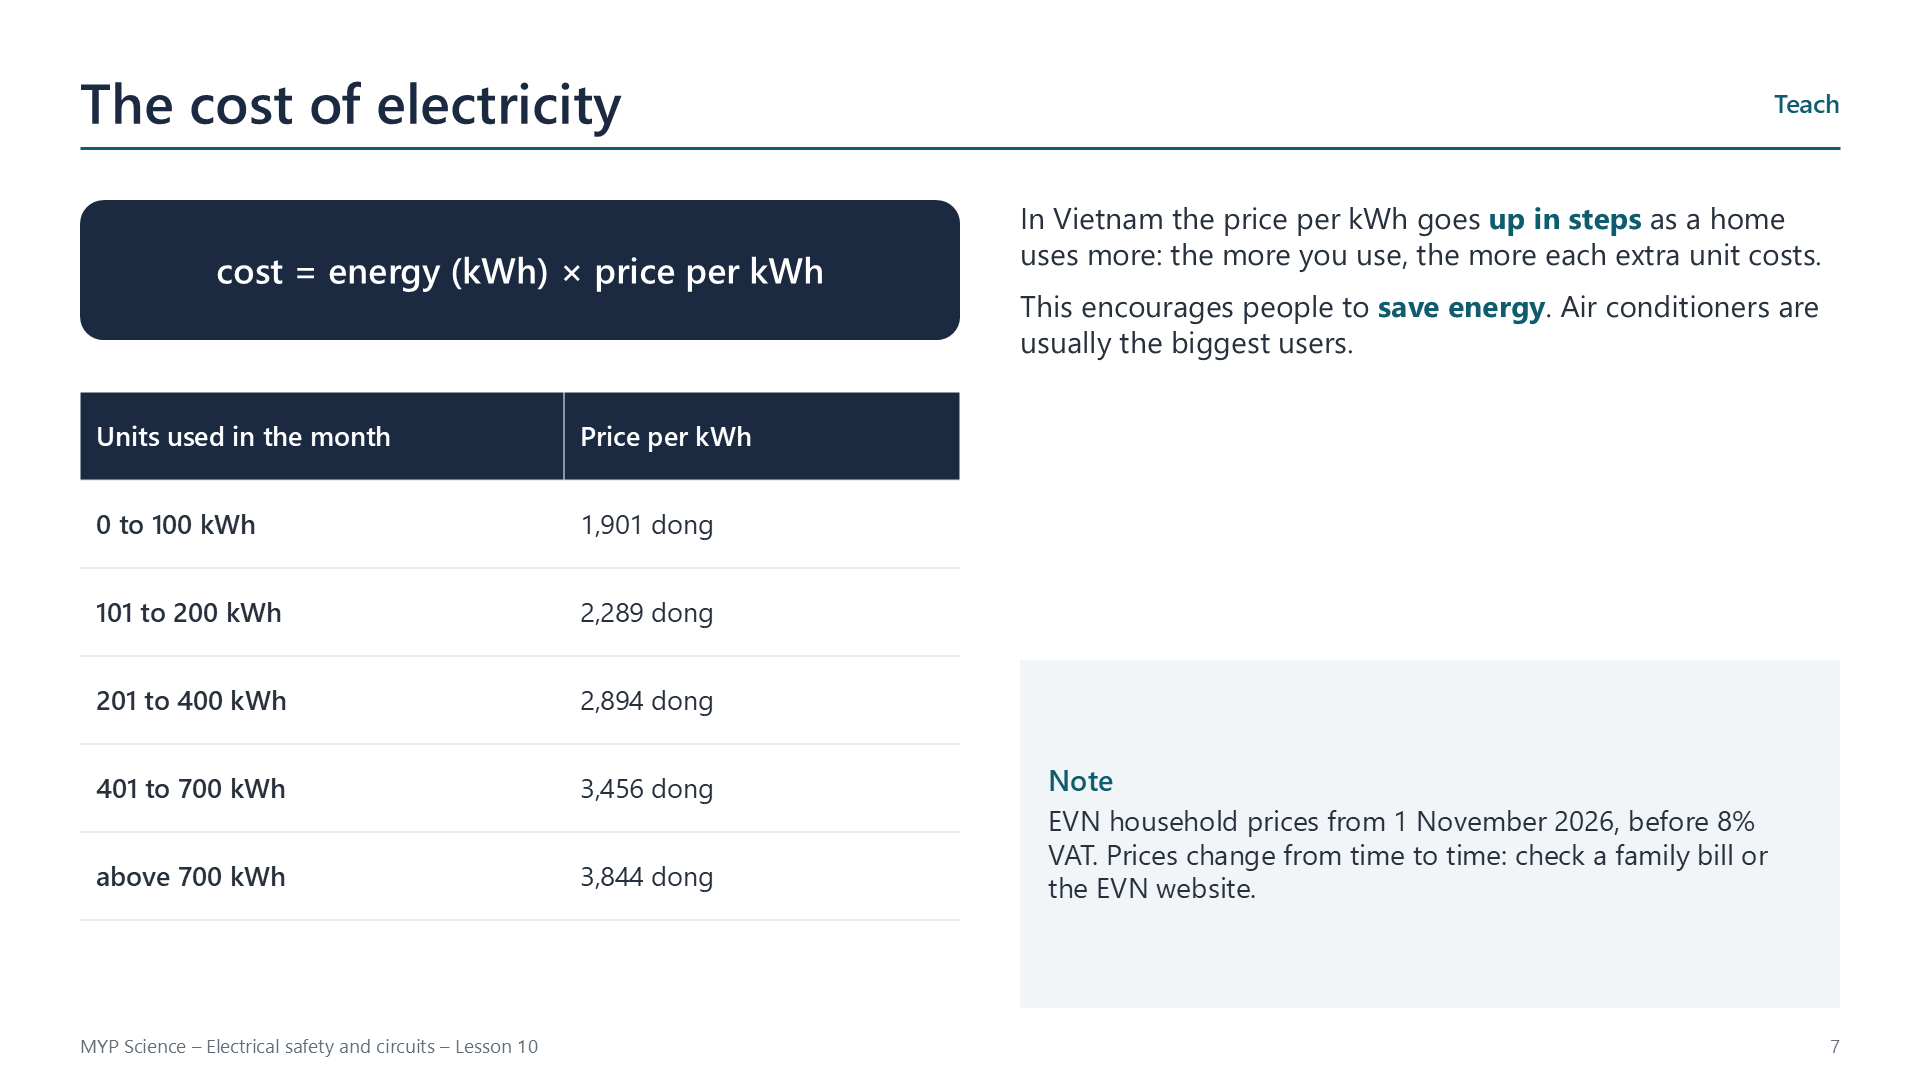 The cost of electricity
Teach
cost = energy (kWh) × price per kWh
Units used in the month
Price per kWh
0 to 100 kWh
1,901 dong
101 to 200 kWh
2,289 dong
201 to 400 kWh
2,894 dong
401 to 700 kWh
3,456 dong
above 700 kWh
3,844 dong
In Vietnam the price per kWh goes up in steps as a home
uses more: the more you use, the more each extra unit costs.
This encourages people to save energy. Air conditioners are
usually the biggest users.
Note
EVN household prices from 1 November 2026, before 8%
VAT. Prices change from time to time: check a family bill or
the EVN website.
MYP Science – Electrical safety and circuits – Lesson 10
7